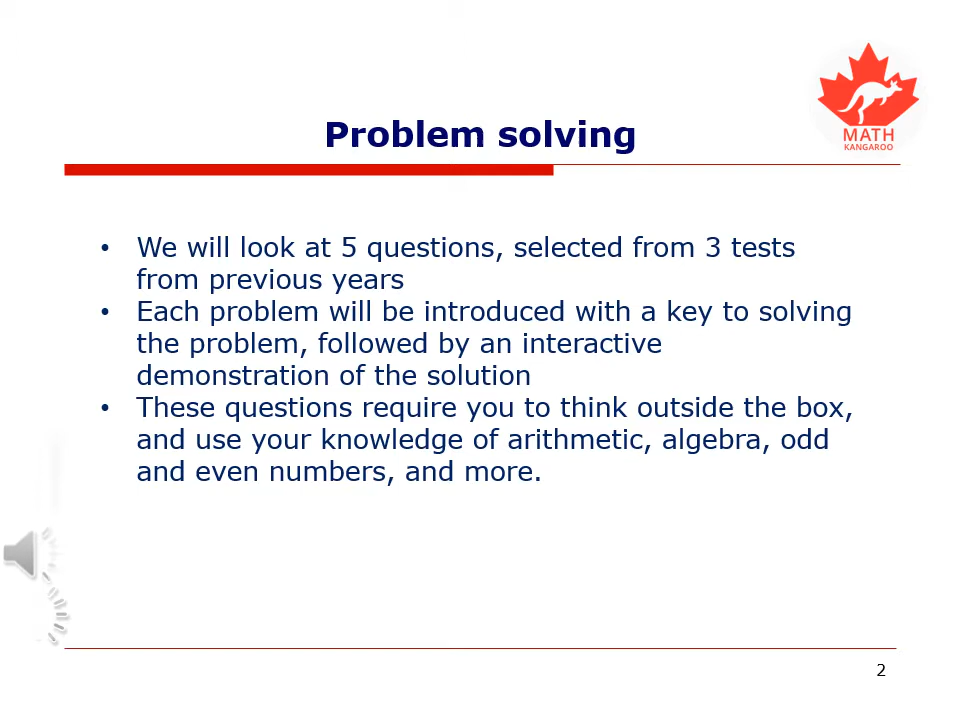 MATH
KANGAROO
Problem solving
• We will look at 5 questions, selected from 3 tests
from previous years
• Each problem will be introduced with a key to solving
the problem, followed by an interactive
demonstration of the solution
• These questions require you to think outside the box,
and use your knowledge of arithmetic, algebra, odd
and even numbers, and more.
2